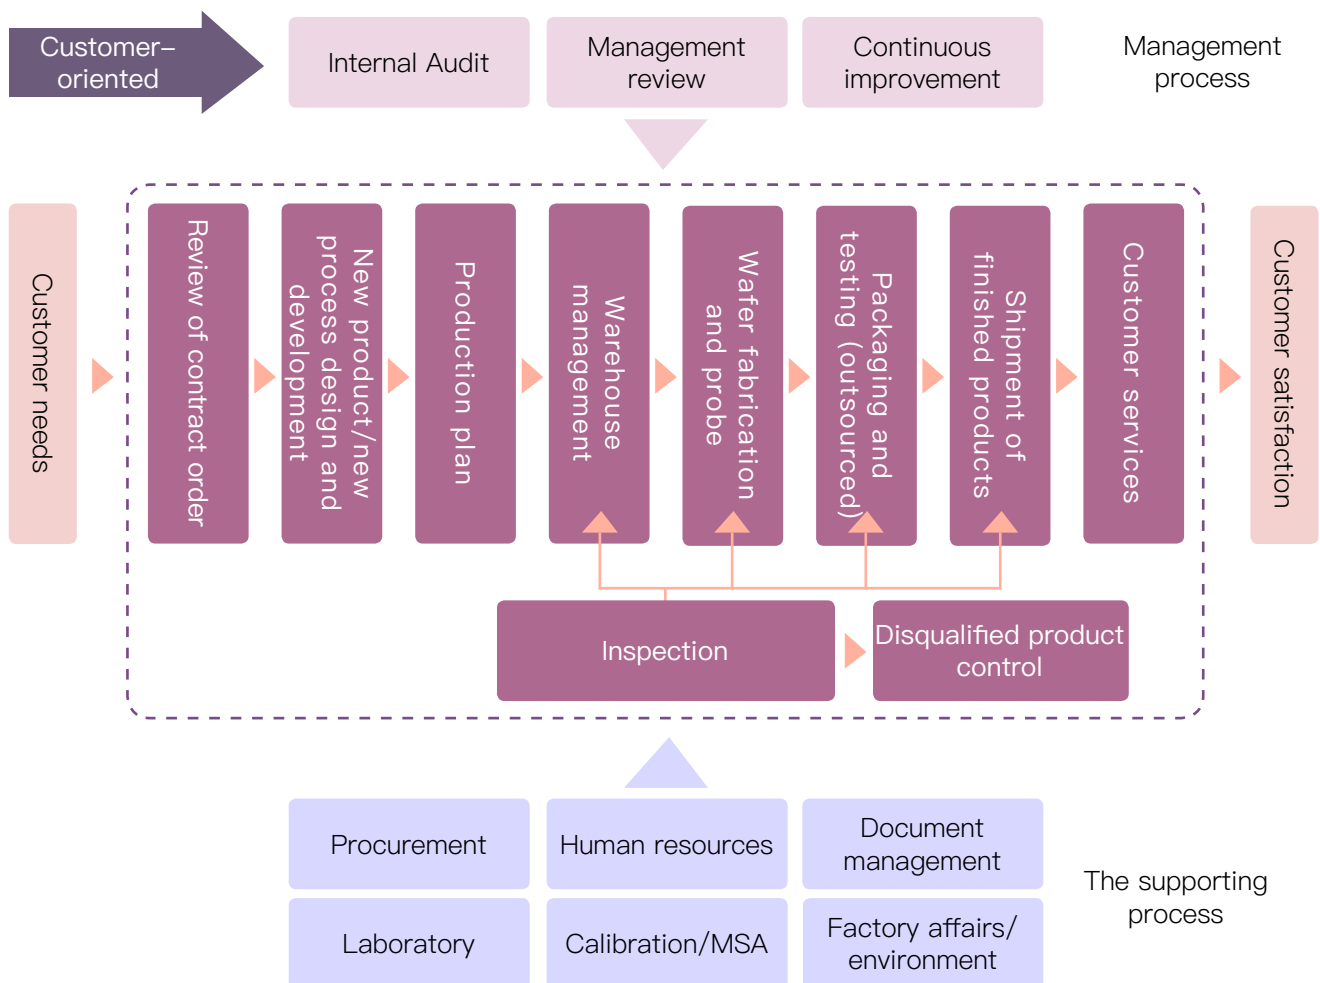 Customer–
oriented
Internal Audit
Management
review
Continuous
improvement
Management
process
Customer needs
Review of contract order
New product/new
process design and
development
Production plan
Warehouse
management
Wafer fabrication
and probe
Packaging and
testing (outsourced)
Shipment of
finished products
Customer services
Customer satisfaction
Inspection
Disqualified product
control
Procurement
Human resources
Document
management
The supporting
process
Laboratory
Calibration/MSA
Factory affairs/
environment